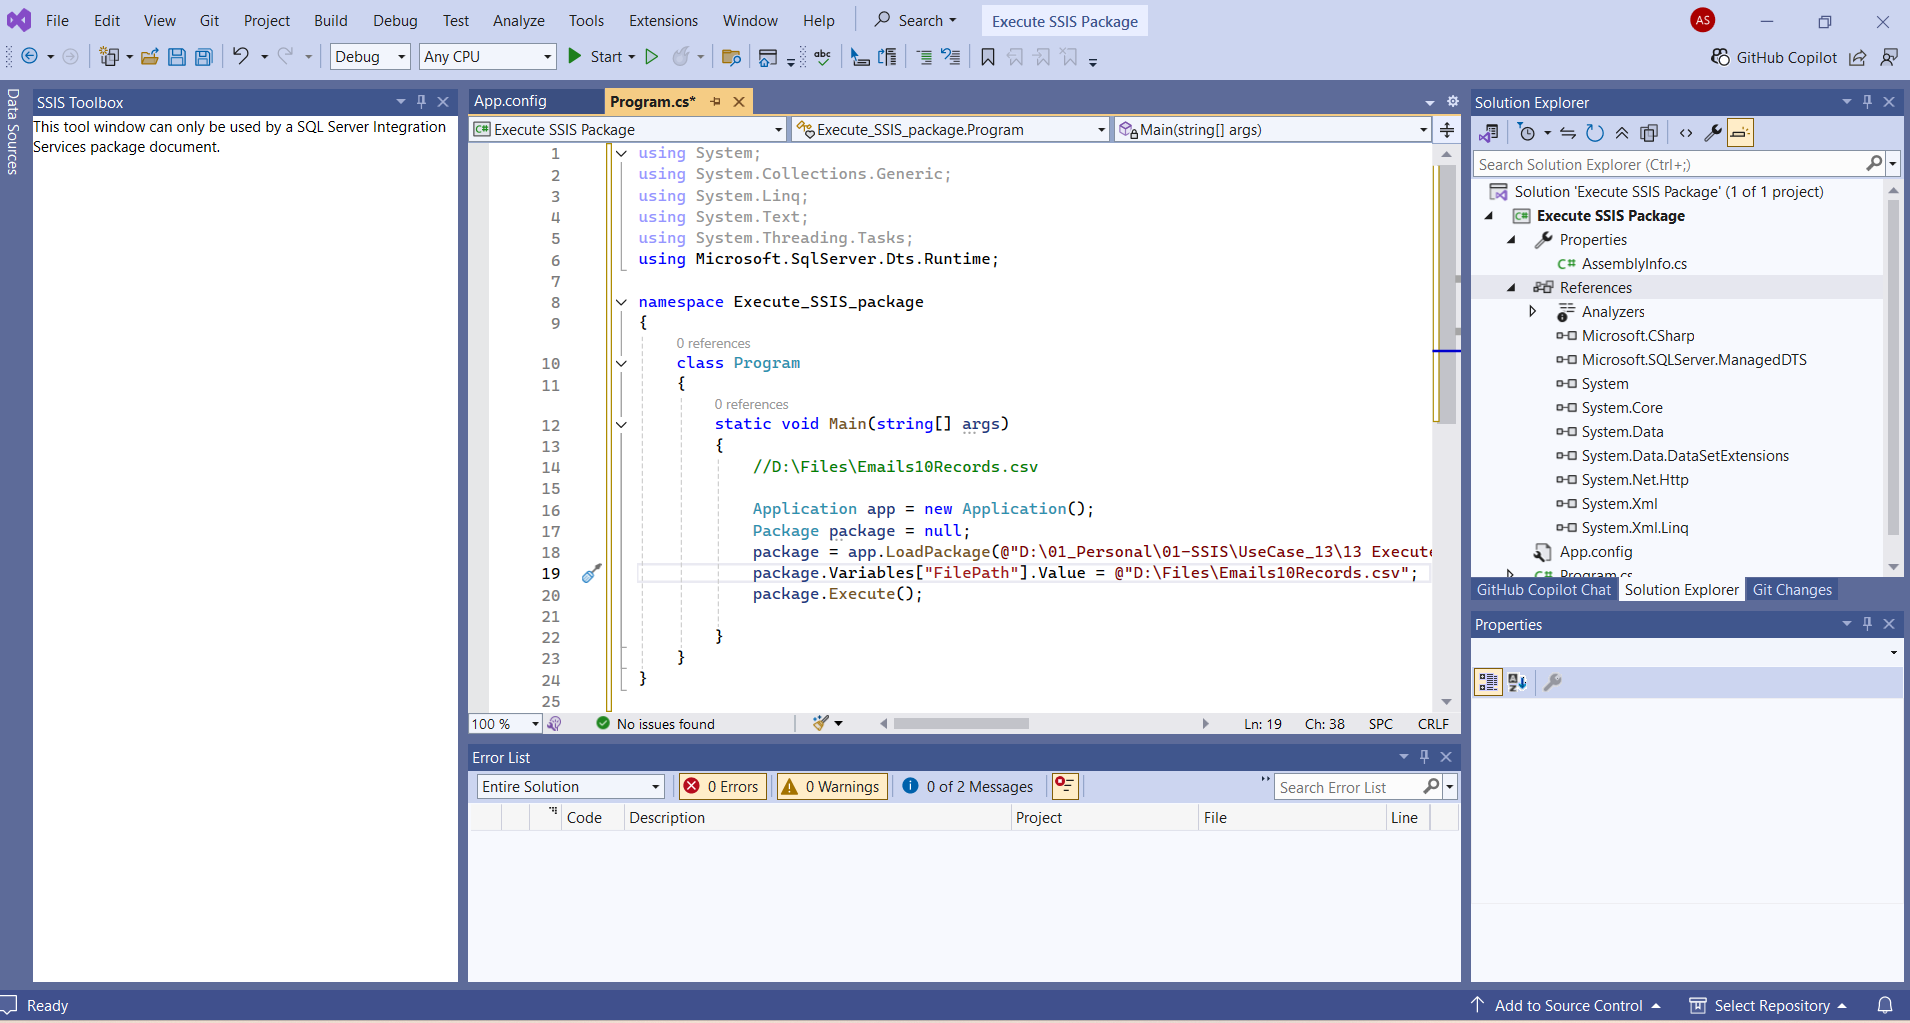 File Edit View Git Project Build Debug Test Analyze Tools Extensions Window Help Search Execute SSIS Package AS
Debug Any CPU Start abc GitHub Copilot
Data Sources
SSIS Toolbox
This tool window can only be used by a SQL Server Integration
Services package document.
App.config Program.cs*
C# Execute SSIS Package Execute_SSIS_package.Program Main(string[] args)
1 using System;
2 using System.Collections.Generic;
3 using System.Linq;
4 using System.Text;
5 using System.Threading.Tasks;
6 using Microsoft.SqlServer.Dts.Runtime;
7
8 namespace Execute_SSIS_package
9 {
0 references
10 class Program
11 {
0 references
12 static void Main(string[] args)
13 {
14 //D:\Files\Emails10Records.csv
15
16 Application app = new Application();
17 Package package = null;
18 package = app.LoadPackage(@"D:\01_Personal\01-SSIS\UseCase_13\13 Execute
19 package.Variables["FilePath"].Value = @"D:\Files\Emails10Records.csv";
20 package.Execute();
21
22 }
23 }
24 }
25
100 % No issues found Ln: 19 Ch: 38 SPC CRLF
Error List
Entire Solution 0 Errors 0 Warnings 0 of 2 Messages Search Error List
Code Description Project File Line
Solution Explorer
Search Solution Explorer (Ctrl+;)
Solution 'Execute SSIS Package' (1 of 1 project)
C# Execute SSIS Package
Properties
C# AssemblyInfo.cs
References
Analyzers
Microsoft.CSharp
Microsoft.SQLServer.ManagedDTS
System
System.Core
System.Data
System.Data.DataSetExtensions
System.Net.Http
System.Xml
System.Xml.Linq
App.config
C# Program.cs
GitHub Copilot Chat Solution Explorer Git Changes
Properties
Ready Add to Source Control Select Repository